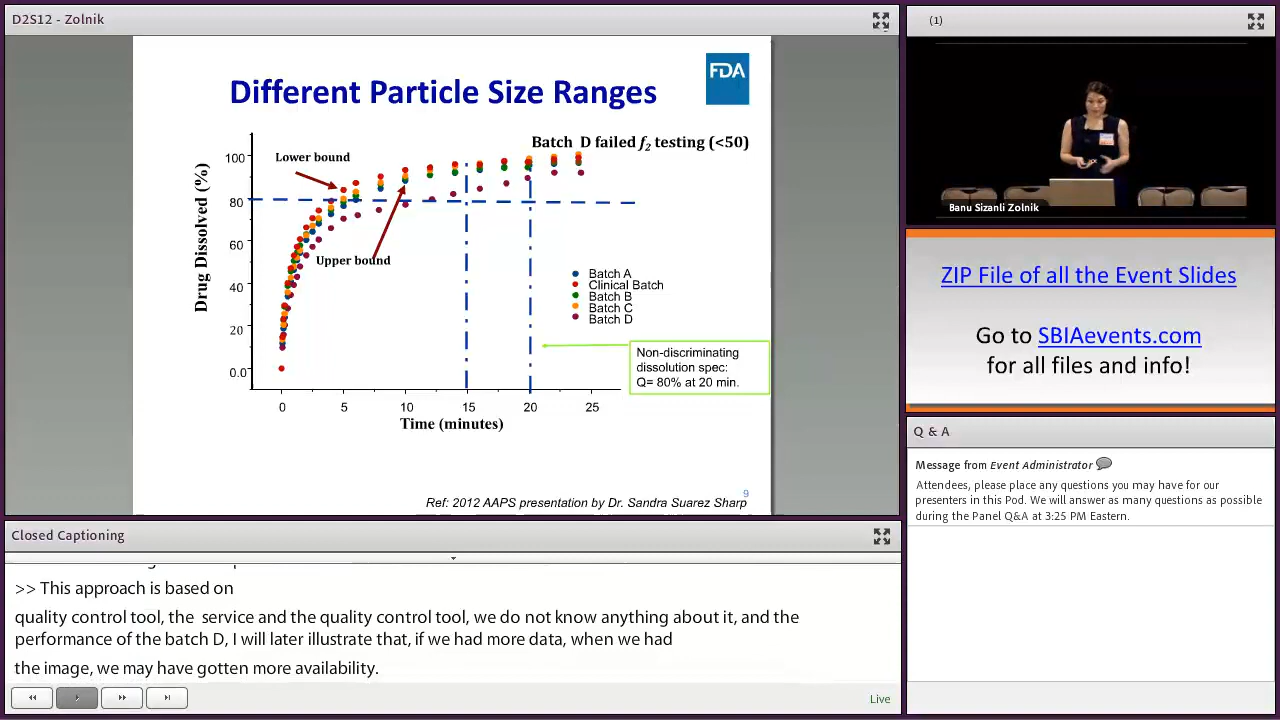 D2S12 - Zolnik
FDA
Different Particle Size Ranges
Batch D failed f2 testing (<50)
Lower bound
100
80
60
40
20
0.0
Drug Dissolved (%)
Upper bound
Batch A
Clinical Batch
Batch B
Batch C
Batch D
Non-discriminating
dissolution spec:
Q= 80% at 20 min.
0 5 10 15 20 25
Time (minutes)
9
Ref: 2012 AAPS presentation by Dr. Sandra Suarez Sharp
Closed Captioning
>> This approach is based on
quality control tool, the service and the quality control tool, we do not know anything about it, and the
performance of the batch D, I will later illustrate that, if we had more data, when we had
the image, we may have gotten more availability.
Live
(1)
Banu Sizanli Zolnik
ZIP File of all the Event Slides
Go to SBIAevents.com
for all files and info!
Q & A
Message from Event Administrator
Attendees, please place any questions you may have for our
presenters in this Pod. We will answer as many questions as possible
during the Panel Q&A at 3:25 PM Eastern.